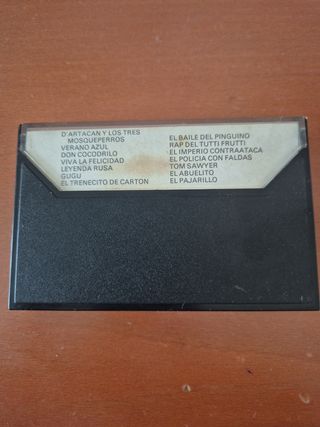 D'ARTACAN Y LOS TRES
MOSQUEPERROS
VERANO AZUL
DON COCODRILO
VIVA LA FELICIDAD
LEYENDA RUSA
GUGU
EL TRENECITO DE CARTON
EL BAILE DEL PINGUINO
RAP DEL TUTTI FRUTTI
EL IMPERIO CONTRAATACA
EL POLICIA CON FALDAS
TOM SAWYER
EL ABUELITO
EL PAJARILLO